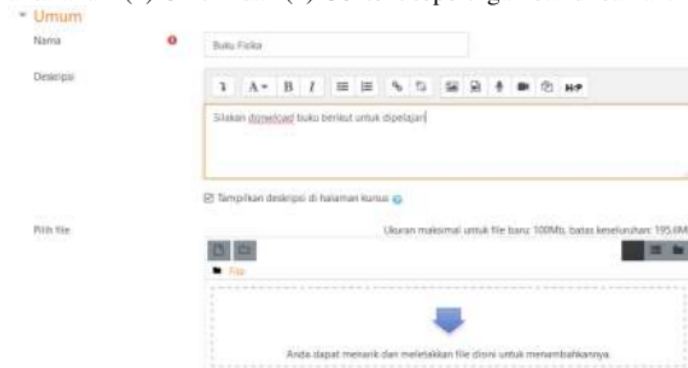 Umum
Nama
Buku Fisika
Deskripsi
A B I H-P
Silakan download buku berikut untuk dipelajari
Tampilkan deskripsi di halaman kursus
Pilih file
Ukuran maksimal untuk file baru: 100Mb, batas keseluruhan: 195.6M
File
Anda dapat menarik dan meletakkan file disini untuk menambahkannya.